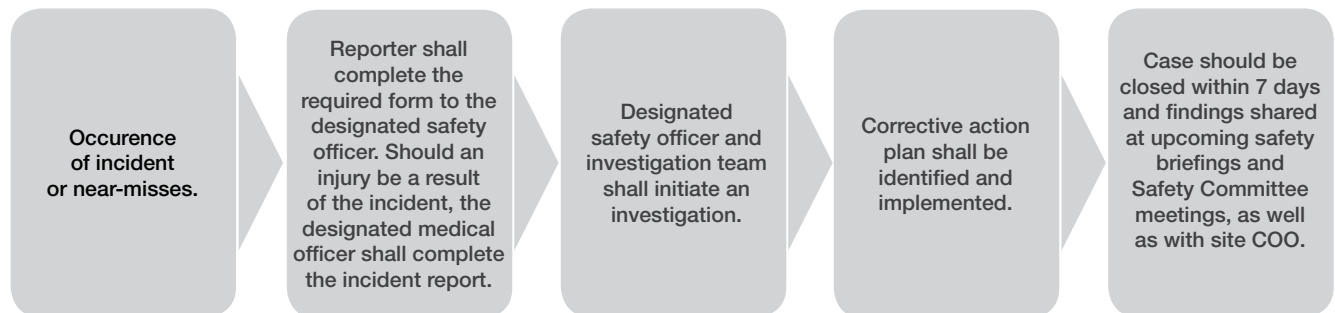 Occurence
of incident
or near-misses.
Reporter shall
complete the
required form to the
designated safety
officer. Should an
injury be a result
of the incident, the
designated medical
officer shall complete
the incident report.
Designated
safety officer and
investigation team
shall initiate an
investigation.
Corrective action
plan shall be
identified and
implemented.
Case should be
closed within 7 days
and findings shared
at upcoming safety
briefings and
Safety Committee
meetings, as well
as with site COO.